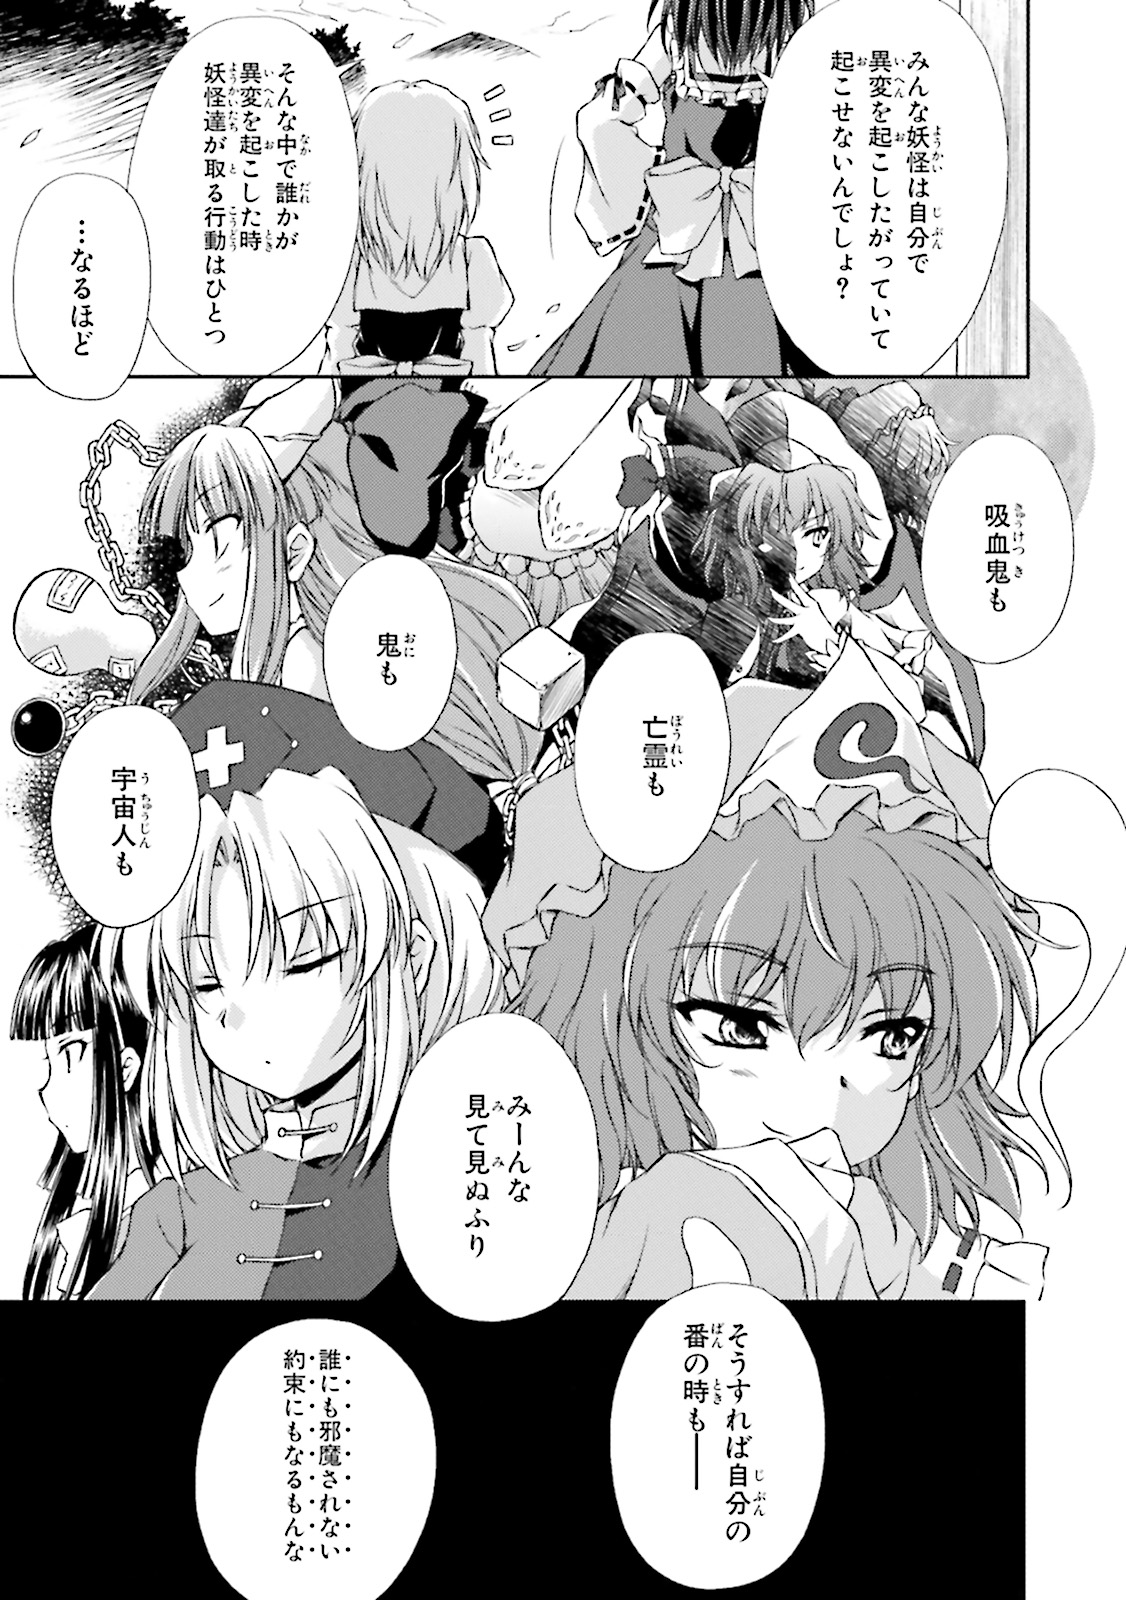 みんな妖怪は自分で
異変を起こしたがっていて
起こせないんでしょ？
そんな中で誰かが
異変を起こした時
妖怪達が取る行動はひとつ
…なるほど
吸血鬼も
鬼も
亡霊も
宇宙人も
みーんな
見て見ぬふり
そうすれば自分の
番の時も――
誰にも邪魔されない
約束にもなるもんな